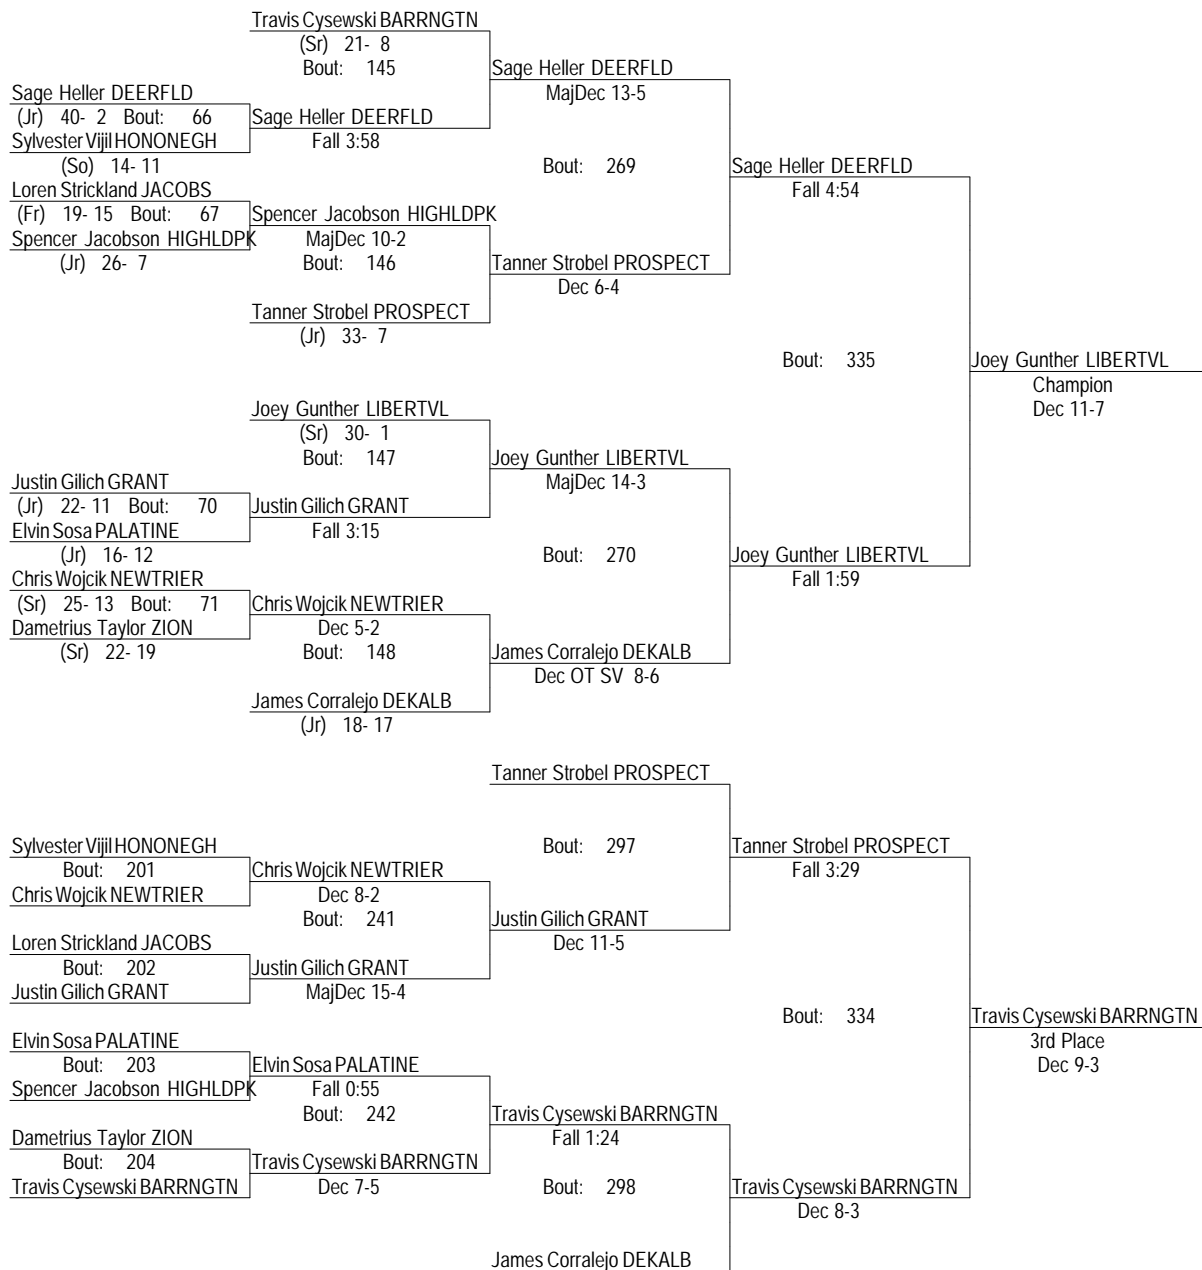 Travis Cysewski BARRNGTN
(Sr) 21- 8
Bout: 145
Sage Heller DEERFLD
MajDec 13-5
Sage Heller DEERFLD
(Jr) 40- 2 Bout: 66
Sage Heller DEERFLD
Fall 3:58
Sylvester Vijil HONONEGH
(So) 14- 11
Bout: 269
Sage Heller DEERFLD
Fall 4:54
Loren Strickland JACOBS
(Fr) 19- 15 Bout: 67
Spencer Jacobson HIGHLDPK
MajDec 10-2
Spencer Jacobson HIGHLDPK
(Jr) 26- 7
Bout: 146
Tanner Strobel PROSPECT
Dec 6-4
Tanner Strobel PROSPECT
(Jr) 33- 7
Bout: 335
Joey Gunther LIBERTVL
Champion
Dec 11-7
Joey Gunther LIBERTVL
(Sr) 30- 1
Bout: 147
Joey Gunther LIBERTVL
MajDec 14-3
Justin Gilich GRANT
(Jr) 22- 11 Bout: 70
Justin Gilich GRANT
Fall 3:15
Elvin Sosa PALATINE
(Jr) 16- 12
Bout: 270
Joey Gunther LIBERTVL
Fall 1:59
Chris Wojcik NEWTRIER
(Sr) 25- 13 Bout: 71
Chris Wojcik NEWTRIER
Dec 5-2
Dametrius Taylor ZION
(Sr) 22- 19
Bout: 148
James Corralejo DEKALB
Dec OT SV 8-6
James Corralejo DEKALB
(Jr) 18- 17
Tanner Strobel PROSPECT
Bout: 297
Tanner Strobel PROSPECT
Fall 3:29
Sylvester Vijil HONONEGH
Bout: 201
Chris Wojcik NEWTRIER
Chris Wojcik NEWTRIER
Dec 8-2
Bout: 241
Justin Gilich GRANT
Dec 11-5
Loren Strickland JACOBS
Bout: 202
Justin Gilich GRANT
Justin Gilich GRANT
MajDec 15-4
Bout: 334
Travis Cysewski BARRNGTN
3rd Place
Dec 9-3
Elvin Sosa PALATINE
Bout: 203
Spencer Jacobson HIGHLDPK
Elvin Sosa PALATINE
Fall 0:55
Bout: 242
Travis Cysewski BARRNGTN
Fall 1:24
Dametrius Taylor ZION
Bout: 204
Travis Cysewski BARRNGTN
Travis Cysewski BARRNGTN
Dec 7-5
Bout: 298
Travis Cysewski BARRNGTN
Dec 8-3
James Corralejo DEKALB